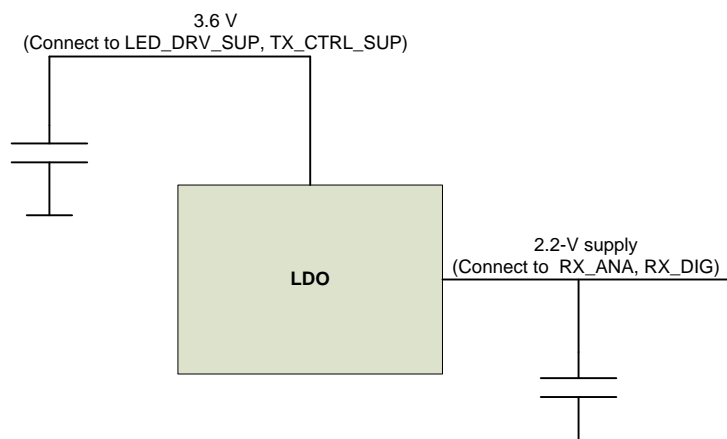 3.6 V
(Connect to LED_DRV_SUP, TX_CTRL_SUP)
LDO
2.2-V supply
(Connect to  RX_ANA, RX_DIG)